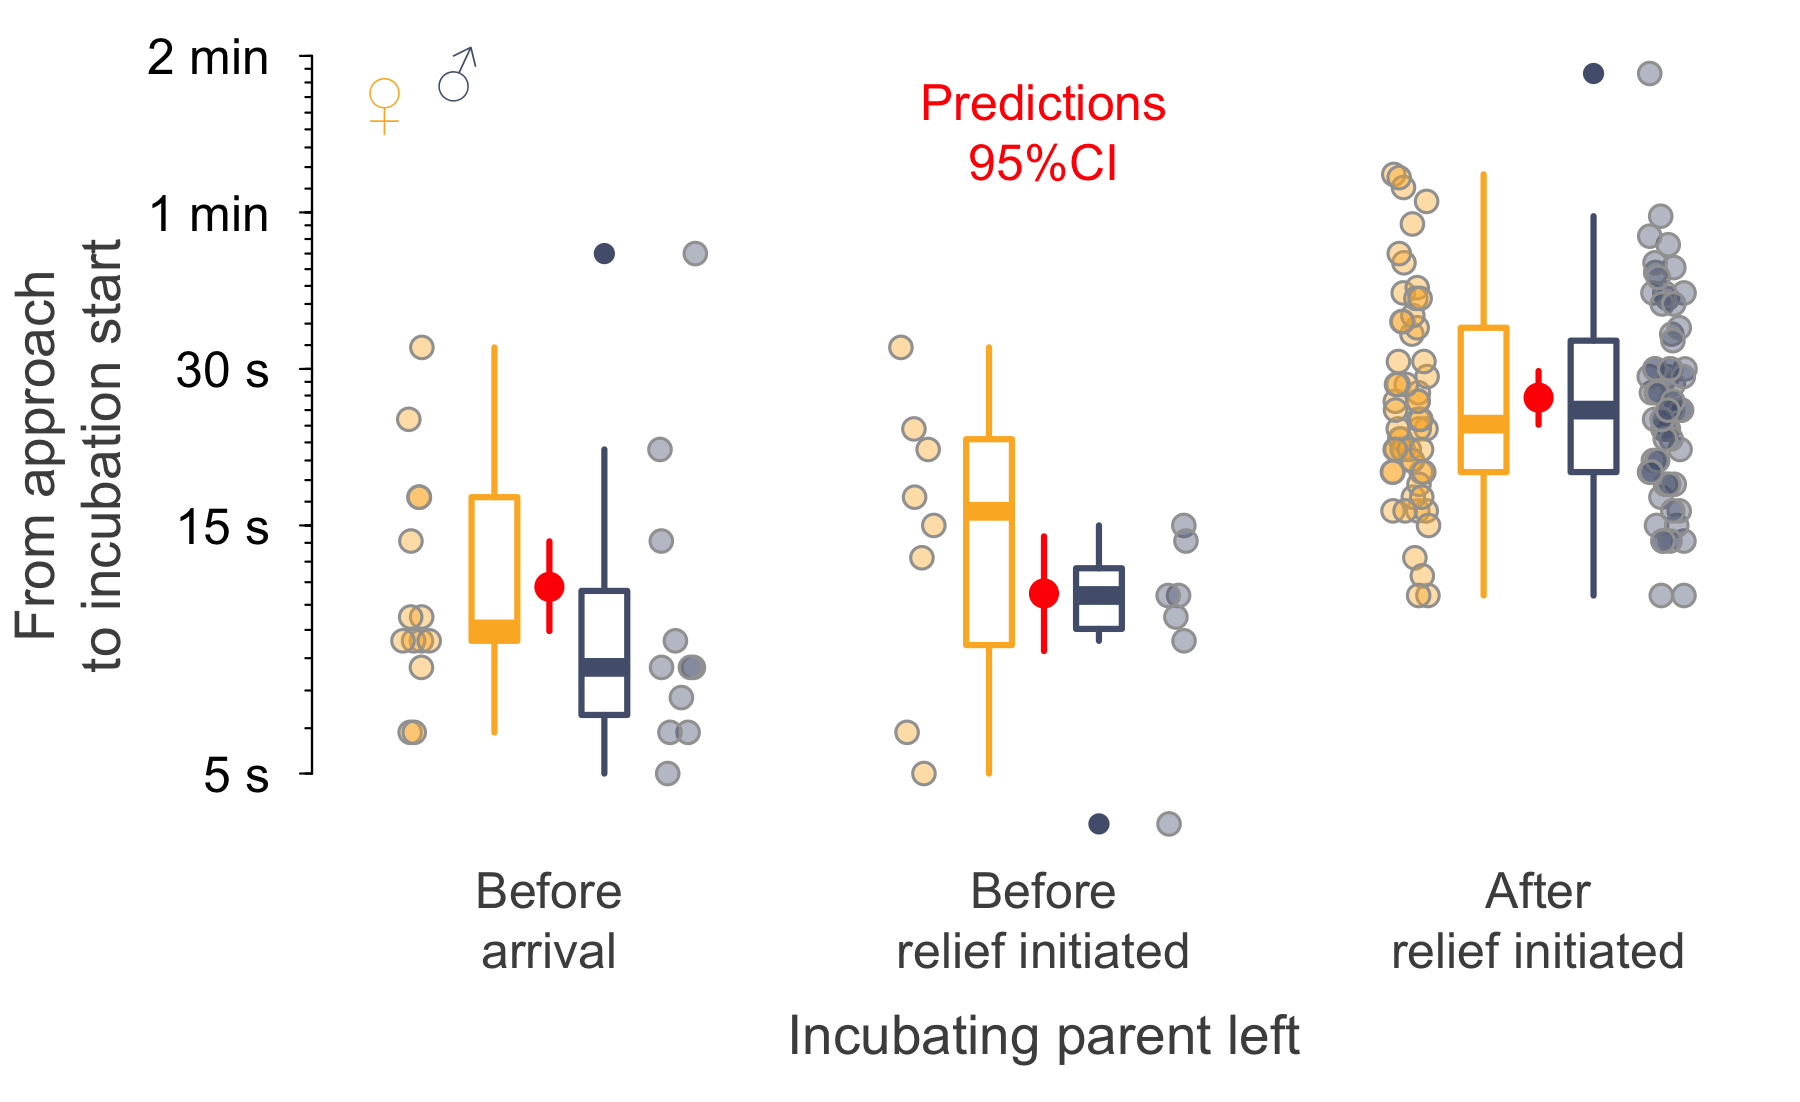 2 min
1 min
30 s
15 s
5 s
From approach
to incubation start
♀ ♂
Predictions
95%CI
Before
arrival
Before
relief initiated
After
relief initiated
Incubating parent left